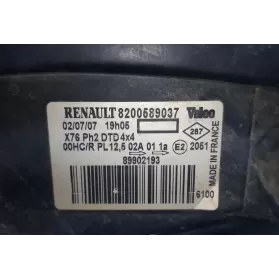 RENAULT 8200589037 Valeo
02/07/07 19h05
X76 Ph2 DTD 4x4 287
00HC/R PL12,5 02A 01 1a E2 2051
89902193
6100
MADE IN FRANCE